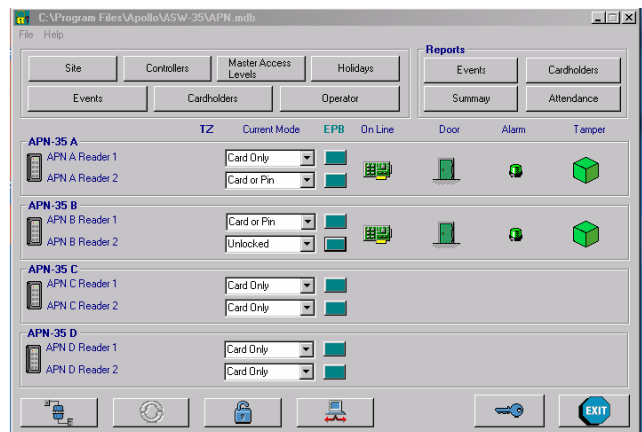 C:\Program Files\Apollo\ASW-35\APN.mdb
File Help
Site Controllers Master Access Levels Holidays
Events Cardholders Operator
Reports
Events Cardholders
Summay Attendance
TZ Current Mode EPB On Line Door Alarm Tamper
APN-35 A
APN A Reader 1 Card Only
APN A Reader 2 Card or Pin
APN-35 B
APN B Reader 1 Card or Pin
APN B Reader 2 Unlocked
APN-35 C
APN C Reader 1 Card Only
APN C Reader 2 Card Only
APN-35 D
APN D Reader 1 Card Only
APN D Reader 2 Card Only
EXIT